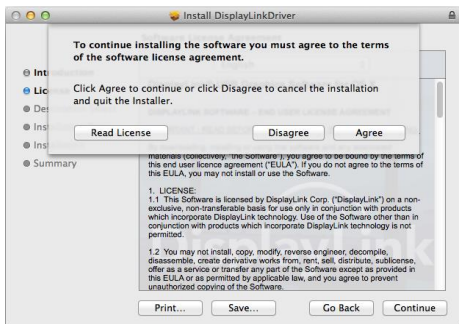 Install DisplayLinkDriver
Software License Agreement
To continue installing the software you must agree to the terms
of the software license agreement.
Click Agree to continue or click Disagree to cancel the installation
and quit the Installer.
Read License
Disagree
Agree
Summary
materials (collectively, "the Software"), you agree to be bound by the terms of
this end user licence agreement ("EULA"). If you do not agree to the terms of
this EULA, you may not install or use the Software.
1. LICENSE:
1.1 This Software is licensed by DisplayLink Corp. ("DisplayLink") on a non-
exclusive, non-transferable basis for use only in conjunction with products
which incorporate DisplayLink technology. Use of the Software other than in
conjunction with products which incorporate DisplayLink technology is not
permitted.
1.2 You may not install, copy, modify, reverse engineer, decompile,
disassemble, create derivative works from, rent, sell, distribute, sublicense,
offer as a service or transfer any part of the Software except as provided in
this EULA or as permitted by applicable law, and you agree to prevent
unauthorized copying of the Software.
Print...
Save...
Go Back
Continue